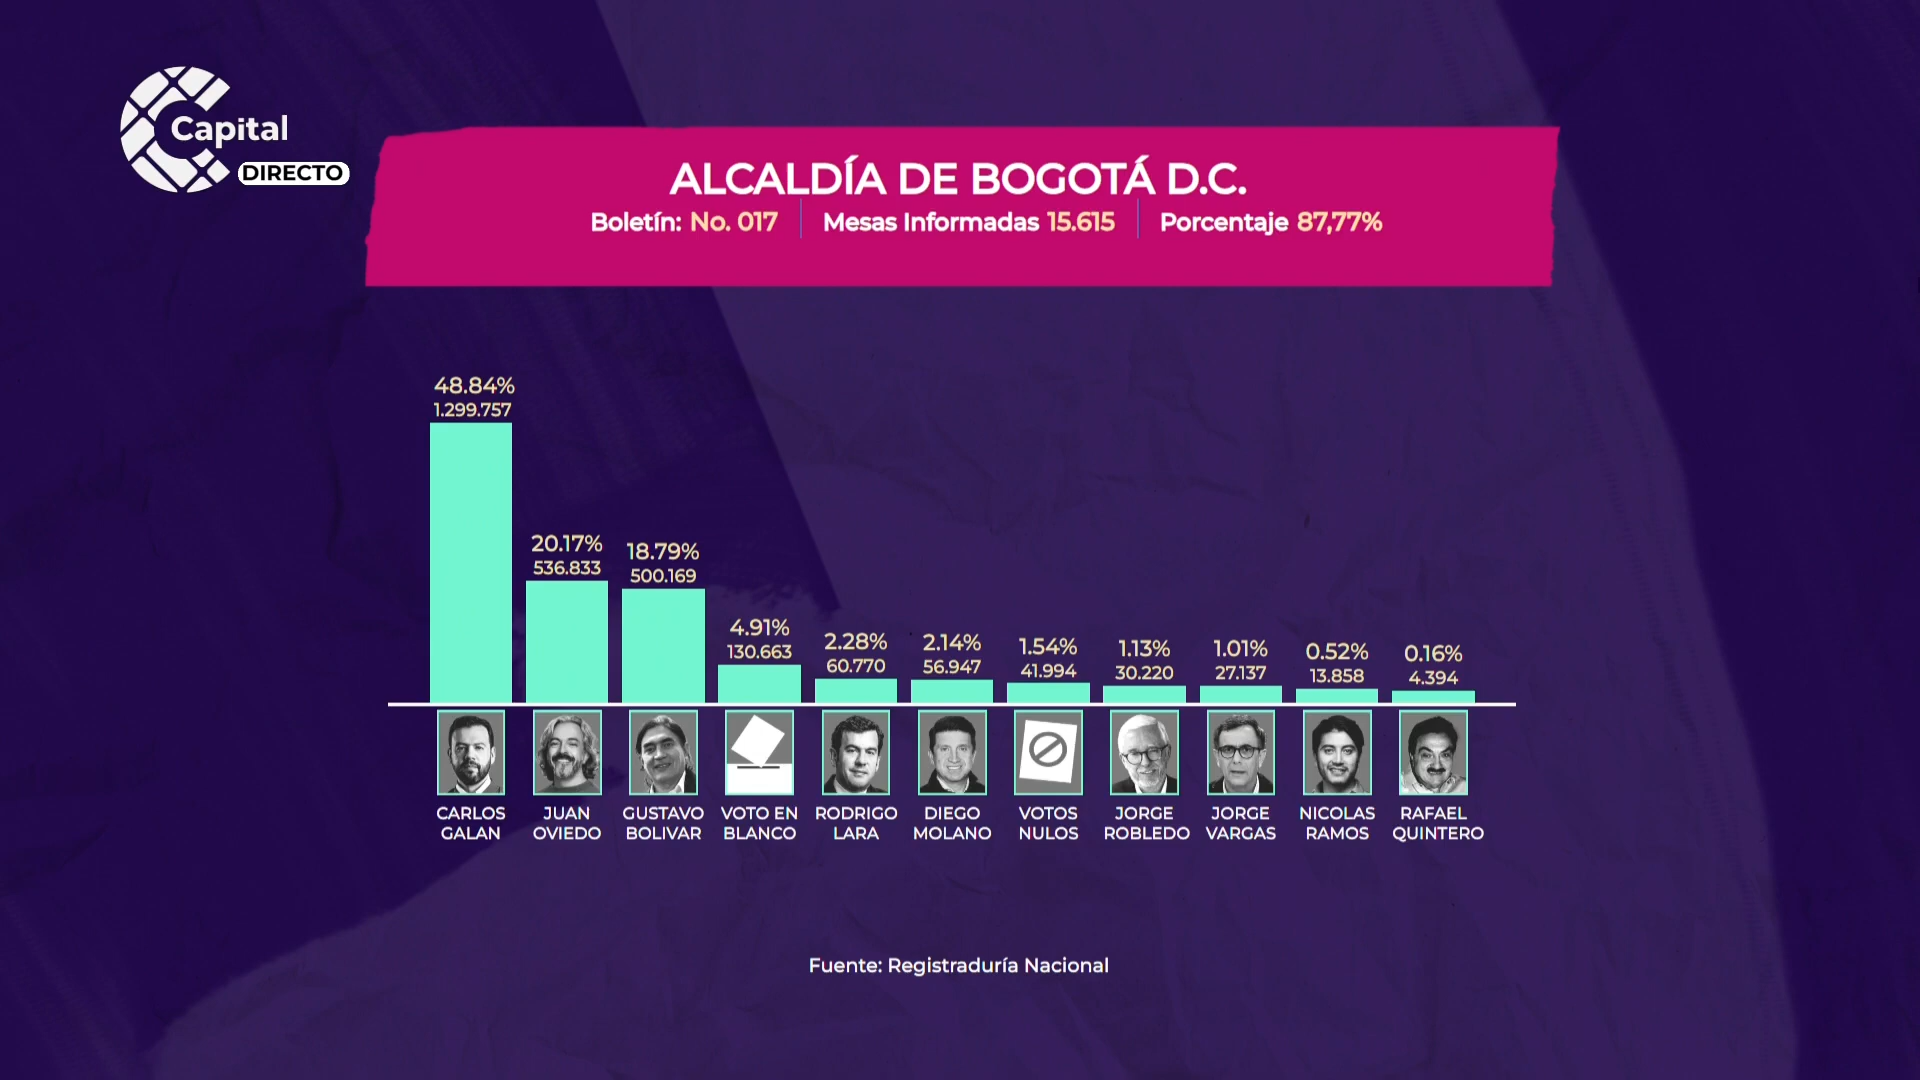 Capital
DIRECTO
ALCALDÍA DE BOGOTÁ D.C.
Boletín: No. 017 Mesas Informadas 15.615 Porcentaje 87,77%
48.84%
1.299.757
20.17%
536.833
18.79%
500.169
4.91%
130.663
2.28%
60.770
2.14%
56.947
1.54%
41.994
1.13%
30.220
1.01%
27.137
0.52%
13.858
0.16%
4.394
CARLOS
GALAN
JUAN
OVIEDO
GUSTAVO
BOLIVAR
VOTO EN
BLANCO
RODRIGO
LARA
DIEGO
MOLANO
VOTOS
NULOS
JORGE
ROBLEDO
JORGE
VARGAS
NICOLAS
RAMOS
RAFAEL
QUINTERO
Fuente: Registraduría Nacional